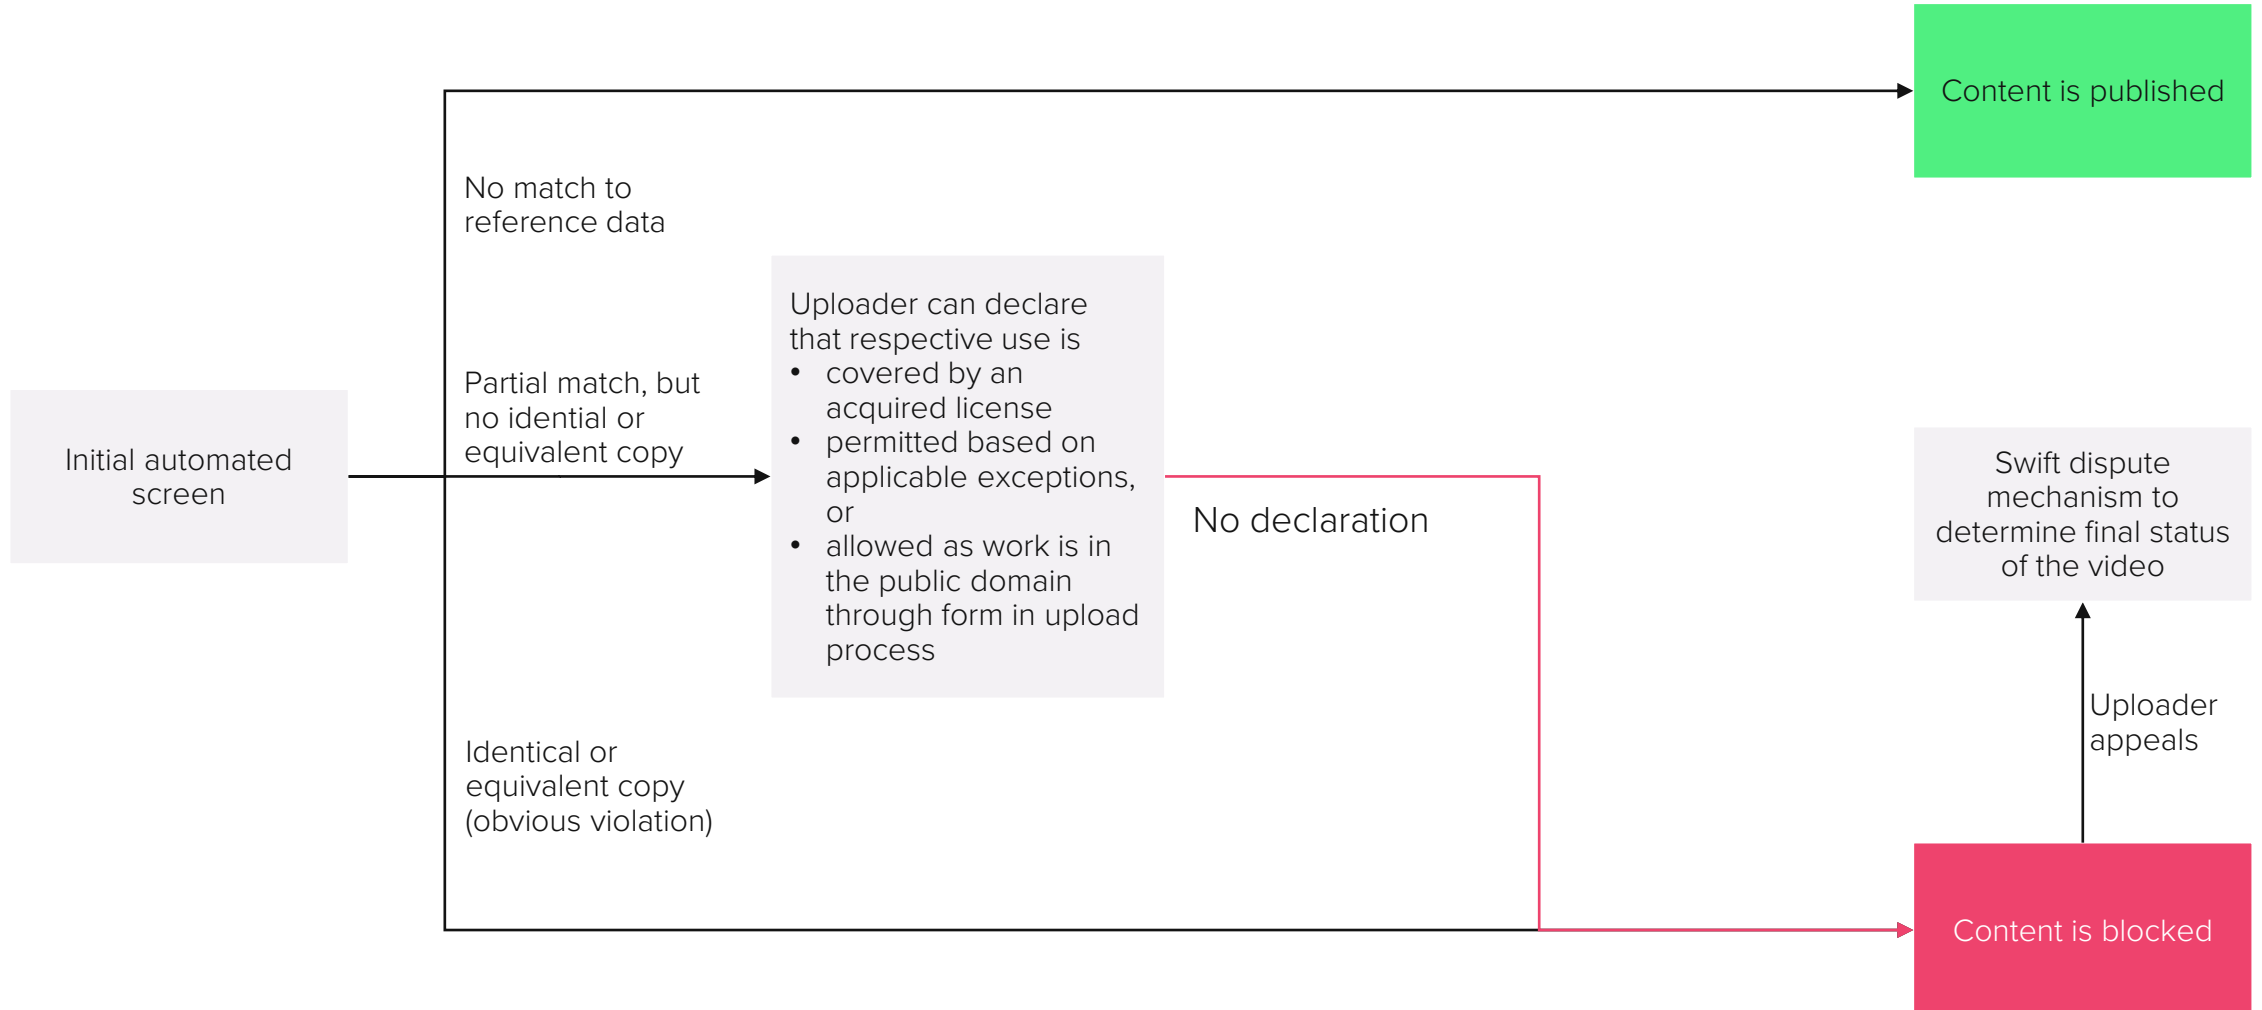 Content is published
No match to
reference data
Uploader can declare
that respective use is
• covered by an
acquired license
• permitted based on
applicable exceptions,
or
• allowed as work is in
the public domain
through form in upload
process
Partial match, but
no idential or
equivalent copy
Initial automated
screen
No declaration
Swift dispute
mechanism to
determine final status
of the video
Uploader
appeals
Identical or
equivalent copy
(obvious violation)
Content is blocked